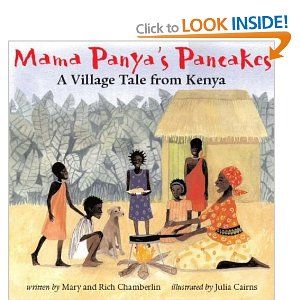 Click to LOOK INSIDE!
Mama Panya's Pancakes
A Village Tale from Kenya
written by Mary and Rich Chamberlin illustrated by Julia Cairns